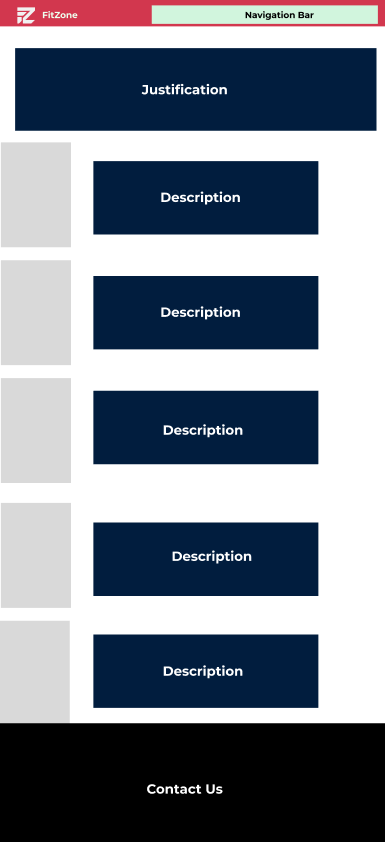 FitZone
Navigation Bar
Justification
Description
Description
Description
Description
Description
Contact Us